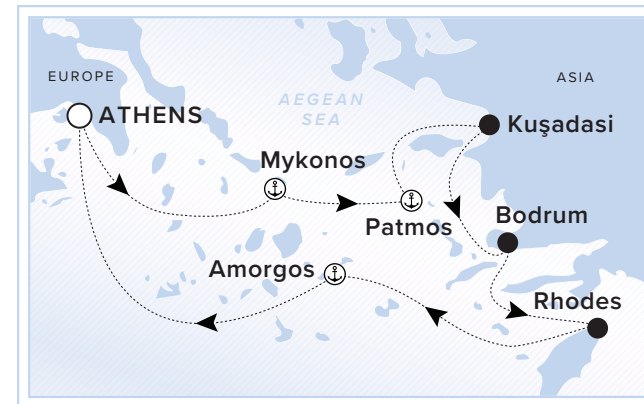 EUROPE
ASIA
AEGEAN
SEA
ATHENS
Kuşadasi
Mykonos
Patmos
Bodrum
Amorgos
Rhodes